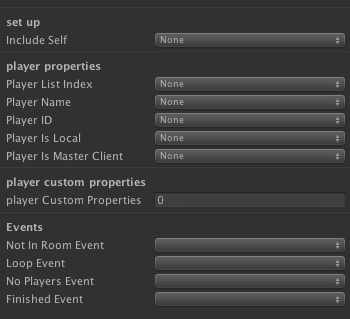 set up
Include Self None
player properties
Player List Index None
Player Name None
Player ID None
Player Is Local None
Player Is Master Client None
player custom properties
player Custom Properties 0
Events
Not In Room Event
Loop Event
No Players Event
Finished Event